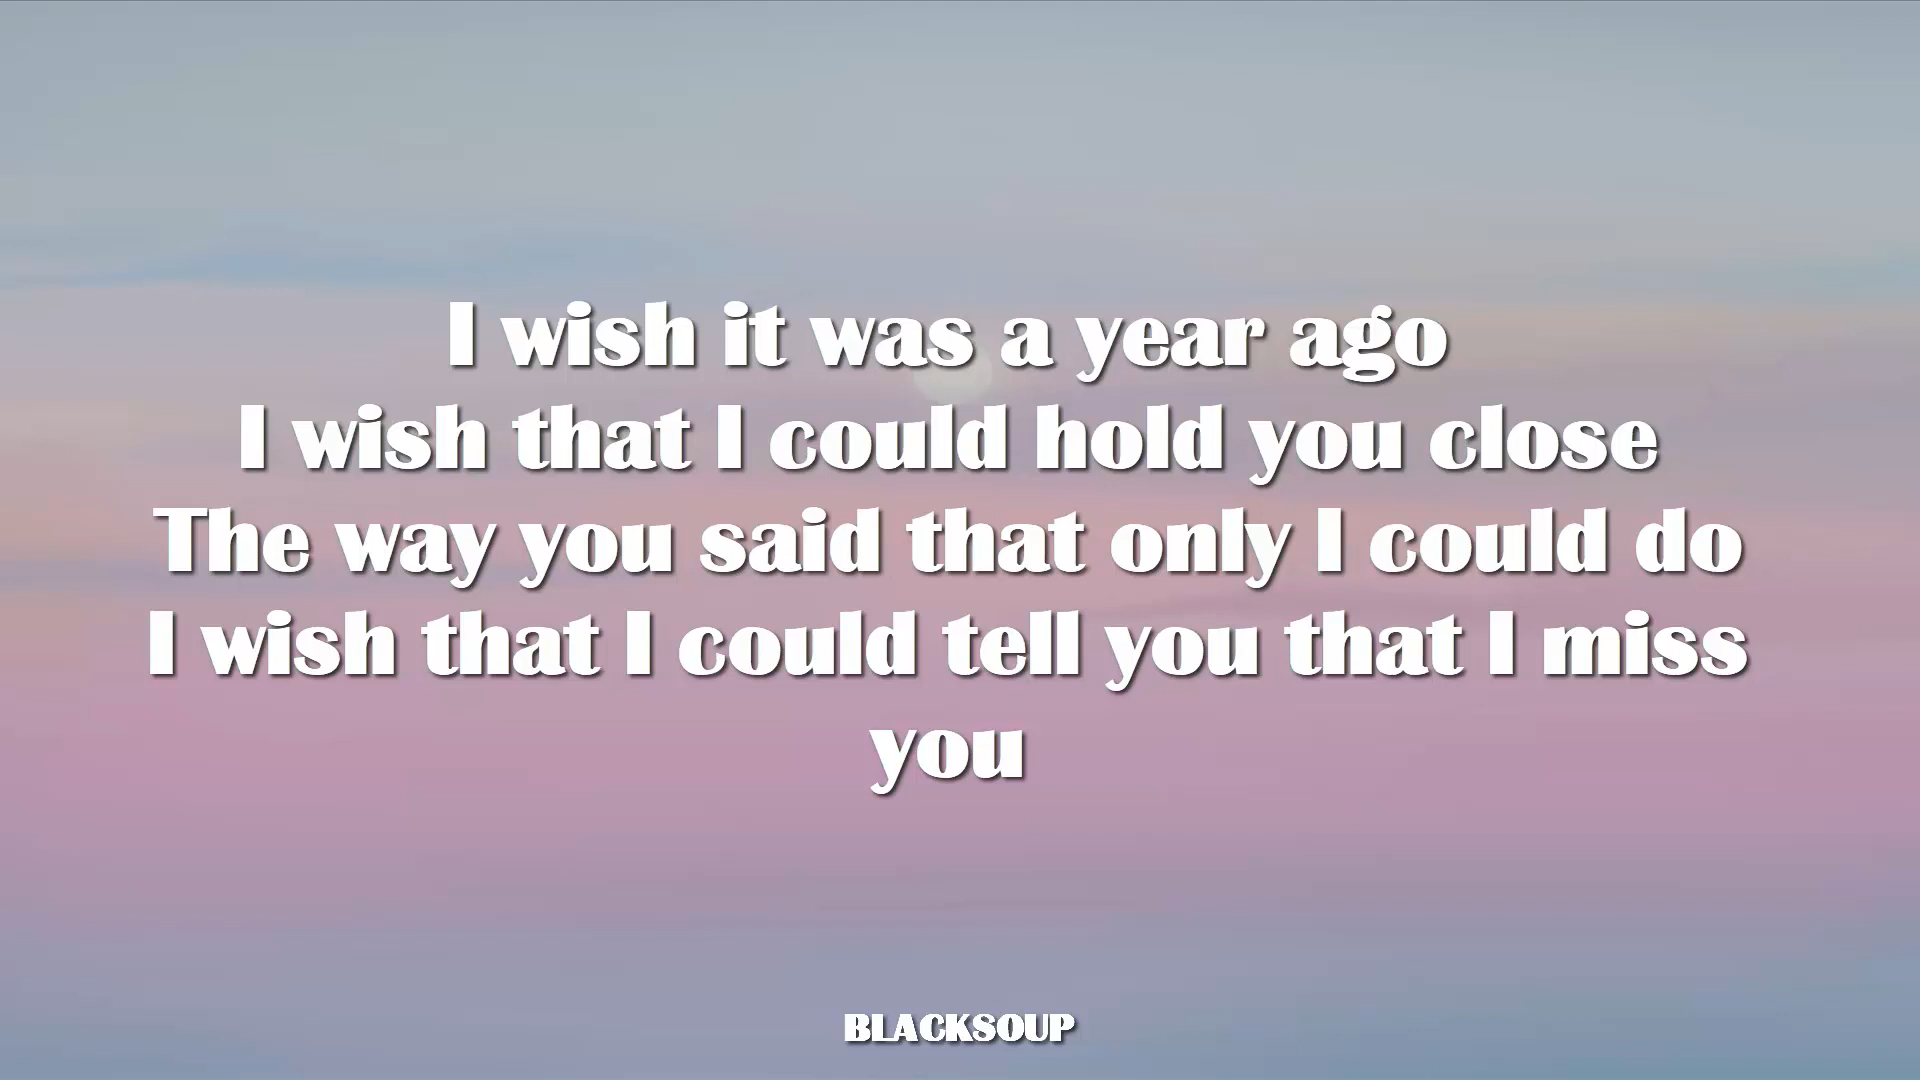 I wish it was a year ago
I wish that I could hold you close
The way you said that only I could do
I wish that I could tell you that I miss
you
BLACKSOUP